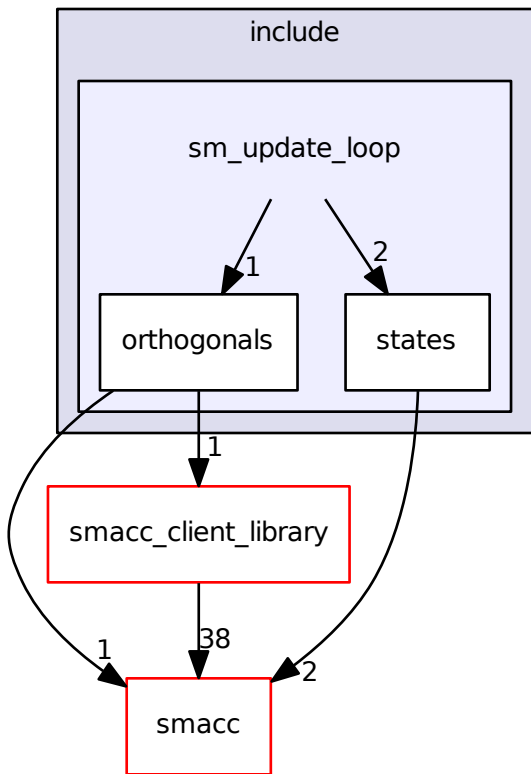 include
sm_update_loop
1
2
orthogonals
states
1
smacc_client_library
1
38
2
smacc